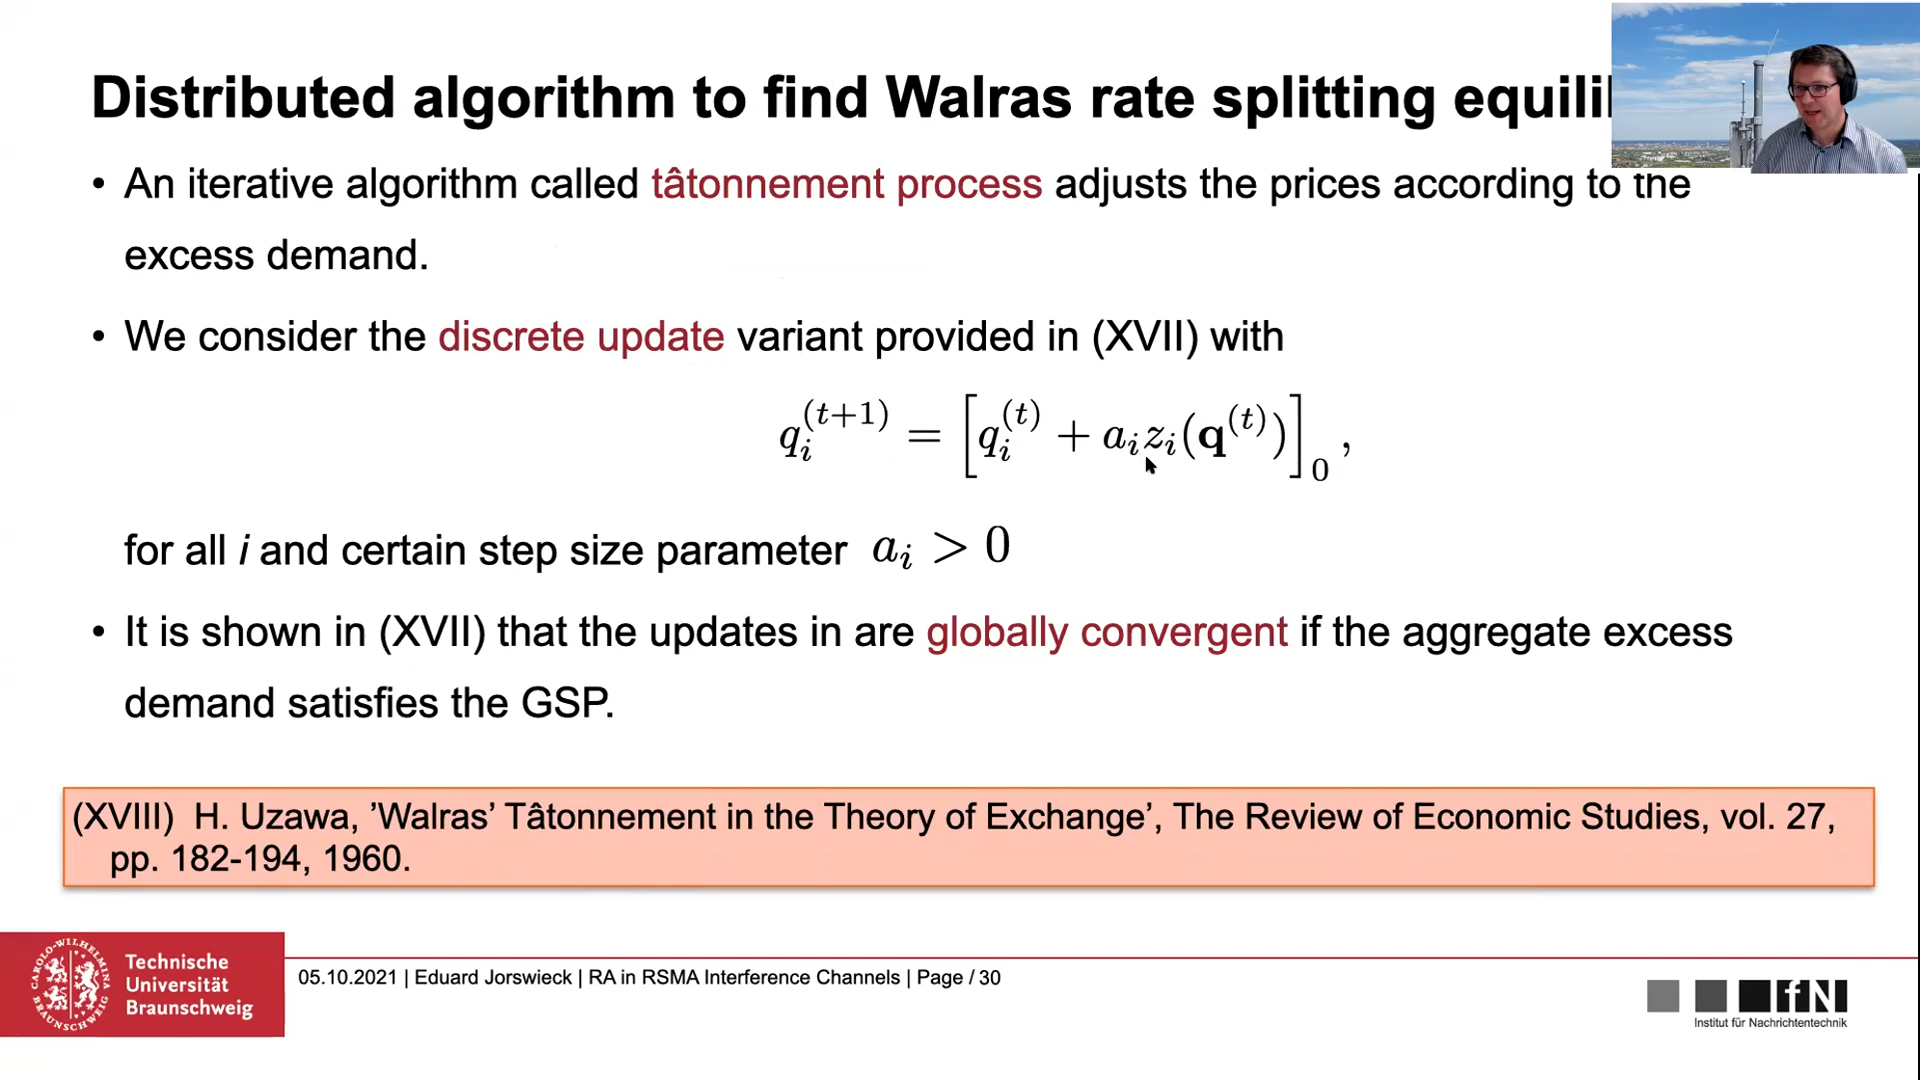 Distributed algorithm to find Walras rate splitting equili
• An iterative algorithm called tâtonnement process adjusts the prices according to the
excess demand.
• We consider the discrete update variant provided in (XVII) with
q_i^{(t+1)} = [q_i^{(t)} + a_i z_i(q^{(t)})]_0 ,
for all i and certain step size parameter a_i > 0
• It is shown in (XVII) that the updates in are globally convergent if the aggregate excess
demand satisfies the GSP.
(XVIII) H. Uzawa, ’Walras’ Tâtonnement in the Theory of Exchange’, The Review of Economic Studies, vol. 27,
pp. 182-194, 1960.
CAROLO-WILHELMINA
BRAUNSCHWEIG
Technische
Universität
Braunschweig
05.10.2021 | Eduard Jorswieck | RA in RSMA Interference Channels | Page / 30
IfN
Institut für Nachrichtentechnik